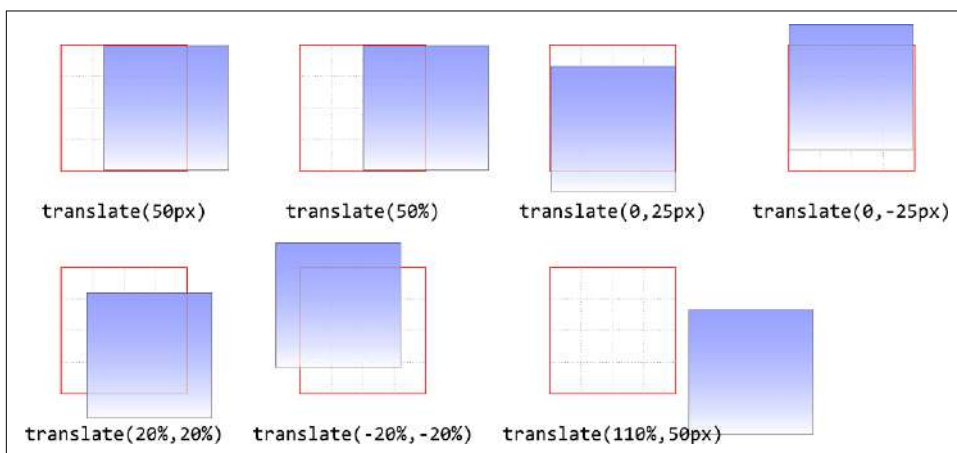 translate(50px)
translate(50%)
translate(0,25px)
translate(0,-25px)
translate(20%,20%)
translate(-20%,-20%)
translate(110%,50px)